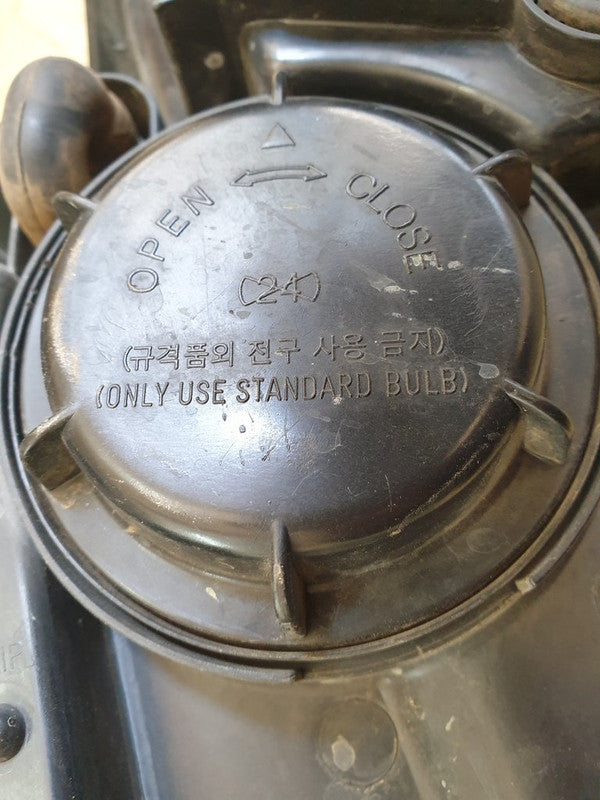 OPEN CLOSE
(24)
(규격품외 전구 사용 금지)
(ONLY USE STANDARD BULB)